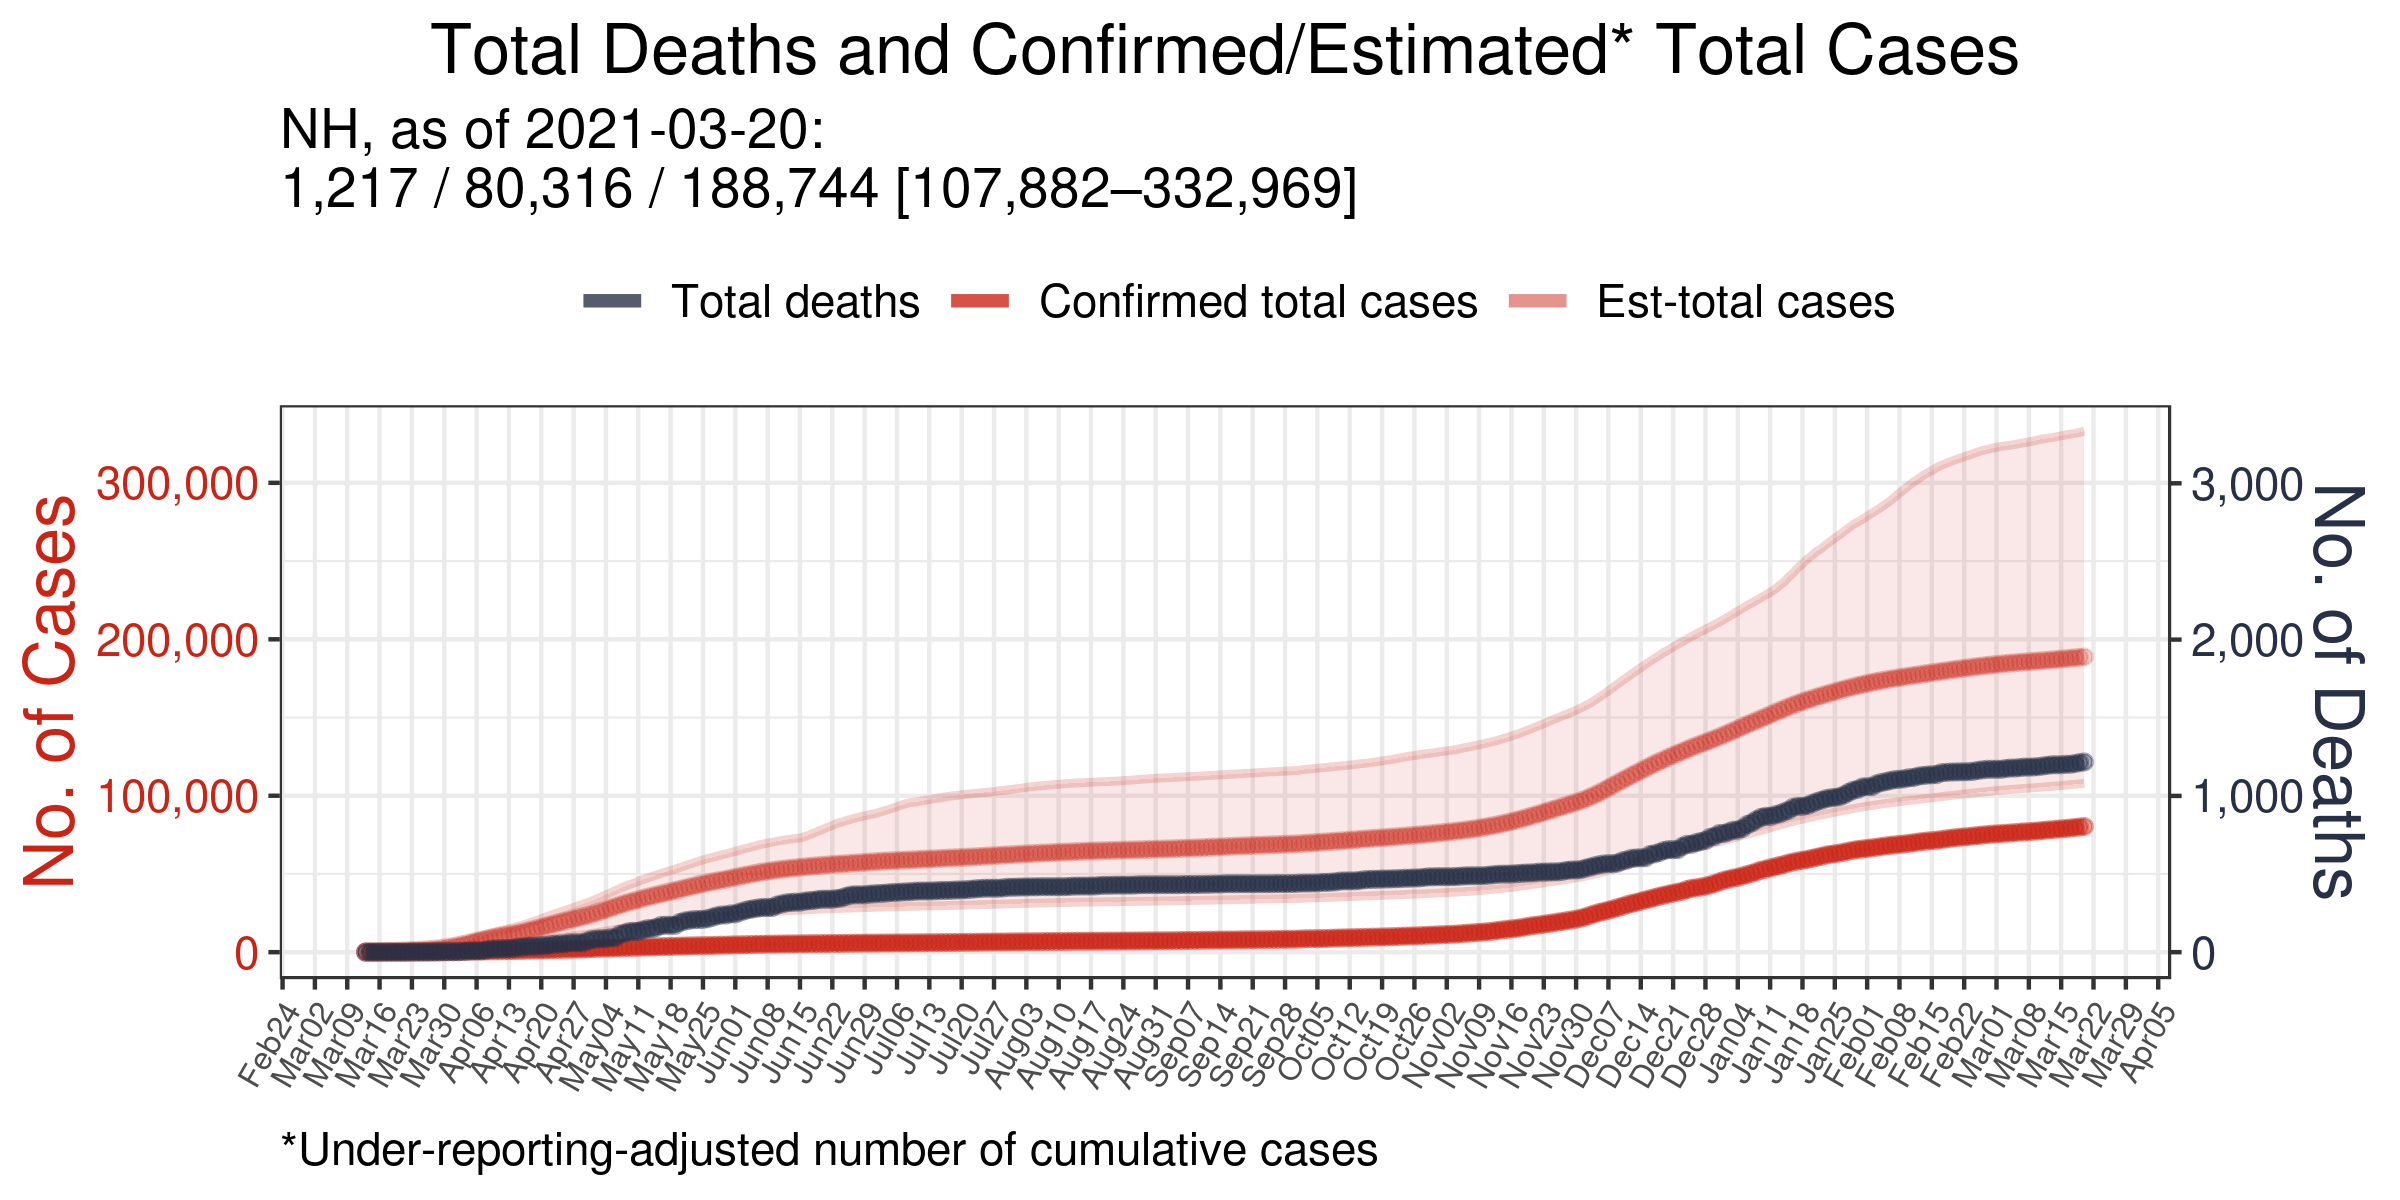 Total Deaths and Confirmed/Estimated* Total Cases
NH, as of 2021-03-20:
1,217 / 80,316 / 188,744 [107,882–332,969]
Total deaths
Confirmed total cases
Est-total cases
No. of Cases
300,000
200,000
100,000
0
3,000
2,000
1,000
0
No. of Deaths
Feb24
Mar02
Mar09
Mar16
Mar23
Mar30
Apr06
Apr13
Apr20
Apr27
May04
May11
May18
May25
Jun01
Jun08
Jun15
Jun22
Jun29
Jul06
Jul13
Jul20
Jul27
Aug03
Aug10
Aug17
Aug24
Aug31
Sep07
Sep14
Sep21
Sep28
Oct05
Oct12
Oct19
Oct26
Nov02
Nov09
Nov16
Nov23
Nov30
Dec07
Dec14
Dec21
Dec28
Jan04
Jan11
Jan18
Jan25
Feb01
Feb08
Feb15
Feb22
Mar01
Mar08
Mar15
Mar22
Mar29
Apr05
*Under-reporting-adjusted number of cumulative cases